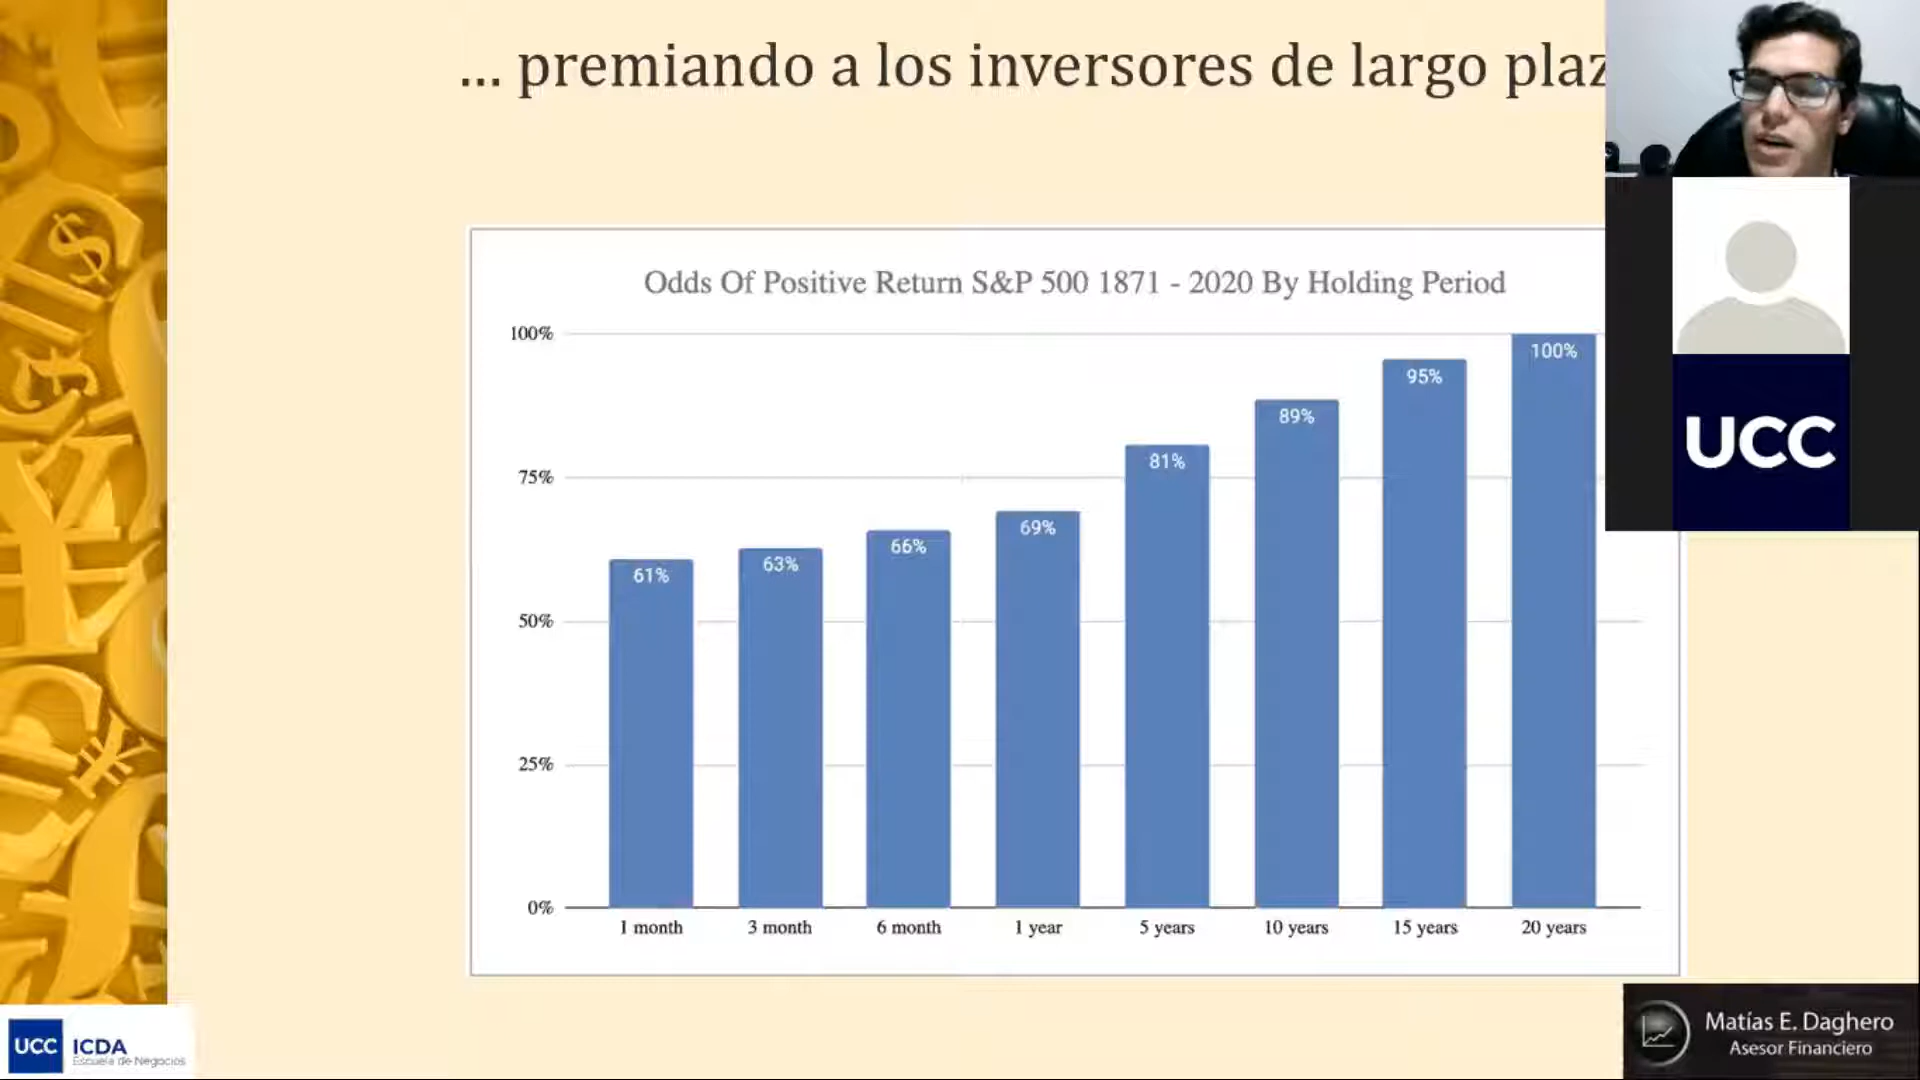 ... premiando a los inversores de largo plaz
Odds Of Positive Return S&P 500 1871 - 2020 By Holding Period
100%
75%
50%
25%
0%
61%
63%
66%
69%
81%
89%
95%
100%
1 month
3 month
6 month
1 year
5 years
10 years
15 years
20 years
UCC
UCC
ICDA
Escuela de Negocios
Matías E. Daghero
Asesor Financiero